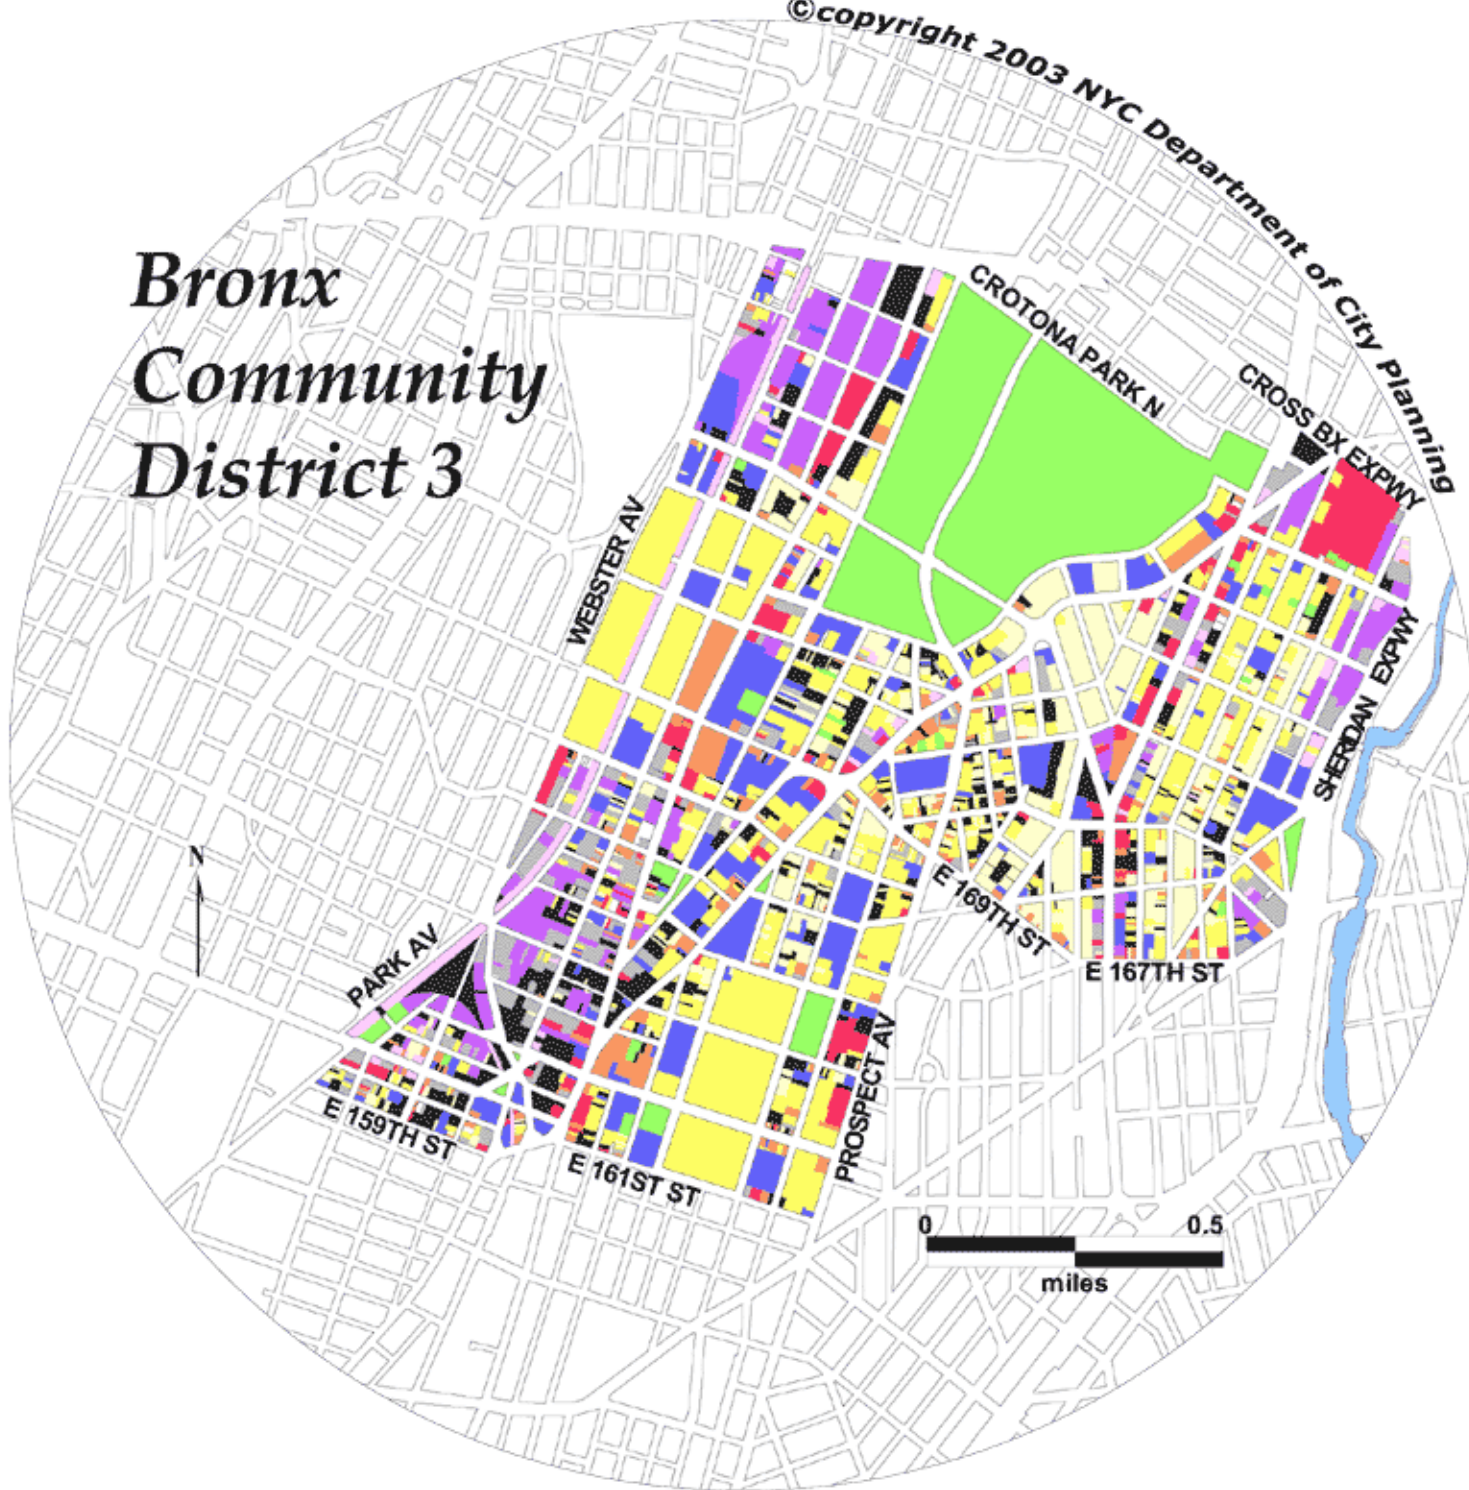 ©copyright 2003 NYC Department of City Planning
Bronx
Community
District 3
CROTONA PARK N
CROSS BX EXPWY
WEBSTER AV
SHERIDAN EXPWY
N
E 169TH ST
PARK AV
E 167TH ST
PROSPECT AV
E 159TH ST
E 161ST ST
0 0.5
miles